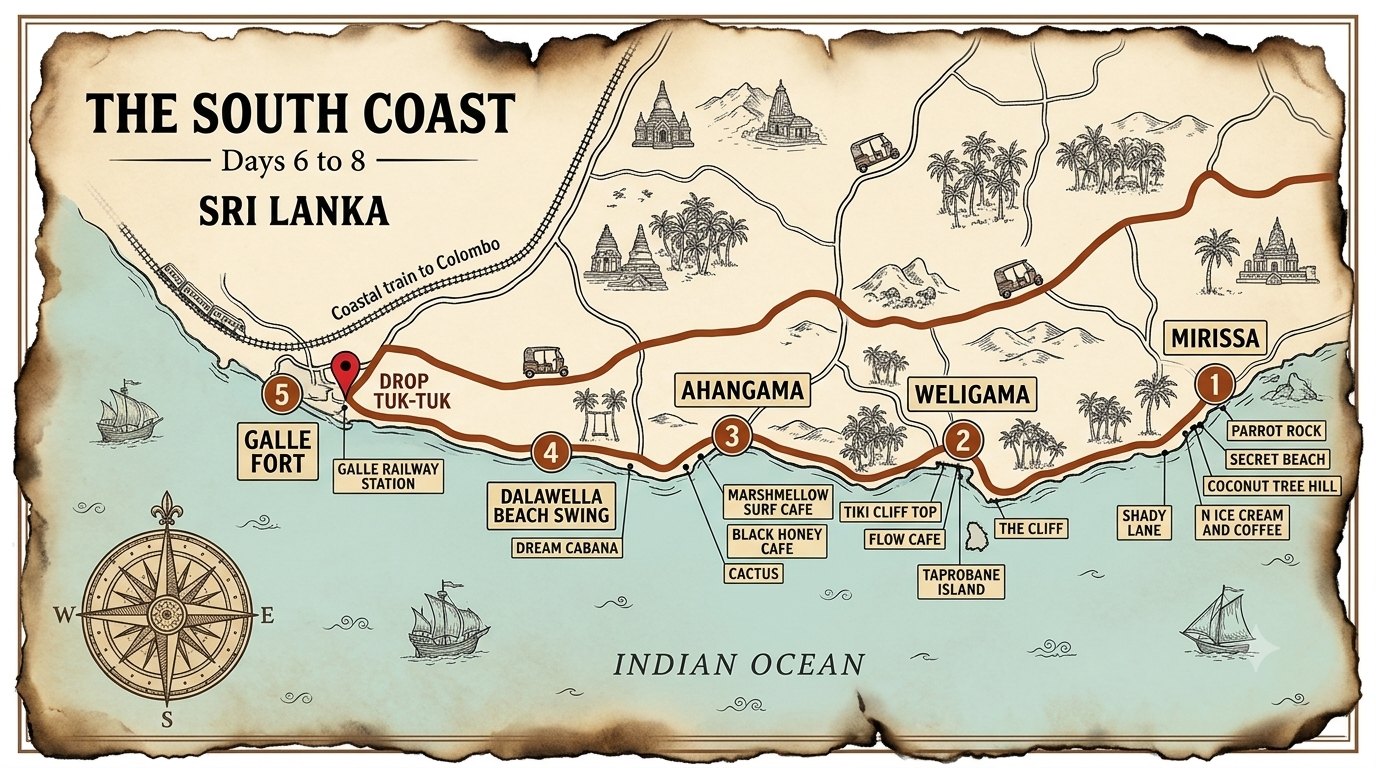 THE SOUTH COAST
Days 6 to 8
SRI LANKA
Coastal train to Colombo
MIRISSA
1
DROP
TUK-TUK
AHANGAMA
WELIGAMA
5
4
3
2
GALLE
FORT
GALLE RAILWAY
STATION
DALAWELLA
BEACH SWING
DREAM CABANA
MARSHMELLOW
SURF CAFE
BLACK HONEY
CAFE
CACTUS
TIKI CLIFF TOP
FLOW CAFE
TAPROBANE
ISLAND
THE CLIFF
SHADY
LANE
PARROT ROCK
SECRET BEACH
COCONUT TREE HILL
N ICE CREAM
AND COFFEE
W
E
S
INDIAN OCEAN